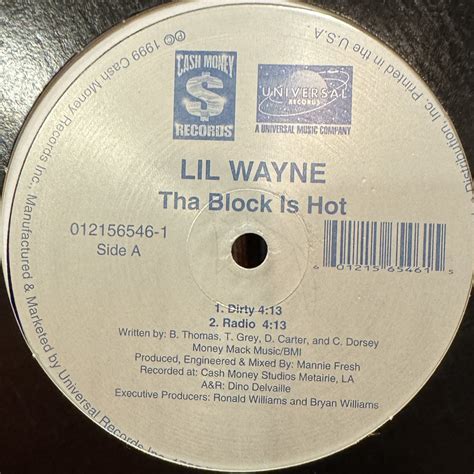 ℗© 1999 Cash Money Records Inc., Manufactured & Marketed by Universal Records Inc.
Distribution, Inc. Printed in the U.S.A
CASH MONEY
$
RECORDS
UNIVERSAL
RECORDS
A UNIVERSAL MUSIC COMPANY
LIL WAYNE
Tha Block Is Hot
012156546-1
Side A
6 01215 65461 5
1. Dirty 4:13
2. Radio 4:13
Written by: B. Thomas, T. Grey, D. Carter, and C. Dorsey
Money Mack Music/BMI
Produced, Engineered & Mixed By: Mannie Fresh
Recorded at: Cash Money Studios Metairie, LA
A&R: Dino Delvaille
Executive Producers: Ronald Williams and Bryan Williams